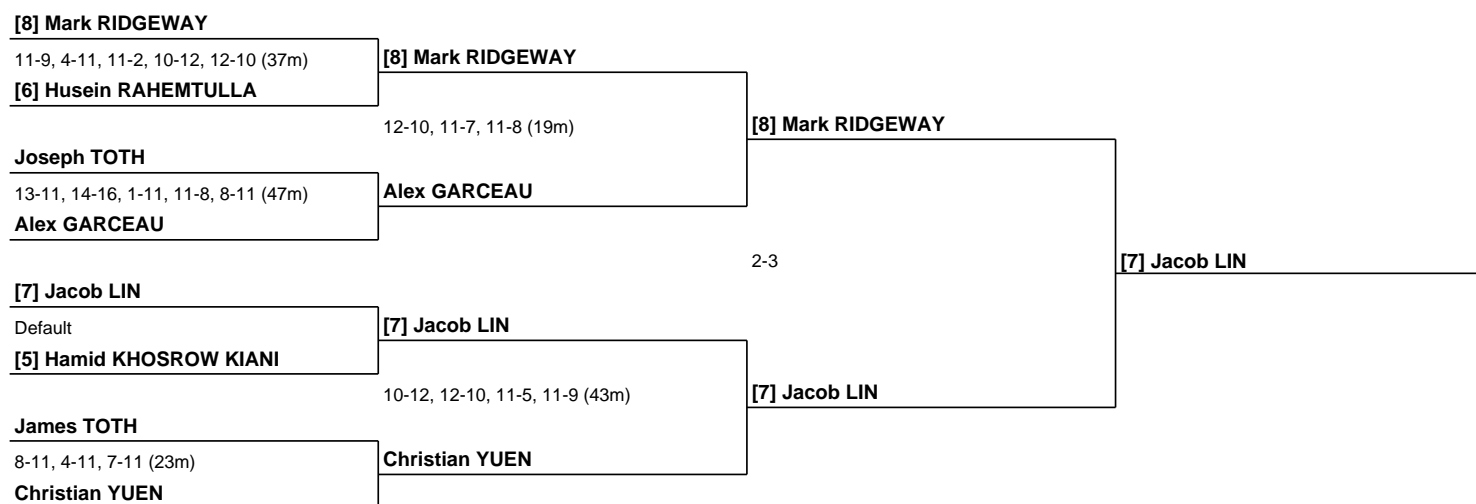 [8] Mark RIDGEWAY
11-9, 4-11, 11-2, 10-12, 12-10 (37m)
[6] Husein RAHEMTULLA
Joseph TOTH
13-11, 14-16, 1-11, 11-8, 8-11 (47m)
Alex GARCEAU
[7] Jacob LIN
Default
[5] Hamid KHOSROW KIANI
James TOTH
8-11, 4-11, 7-11 (23m)
Christian YUEN
[8] Mark RIDGEWAY
12-10, 11-7, 11-8 (19m)
Alex GARCEAU
[7] Jacob LIN
10-12, 12-10, 11-5, 11-9 (43m)
Christian YUEN
[8] Mark RIDGEWAY
2-3
[7] Jacob LIN
[7] Jacob LIN